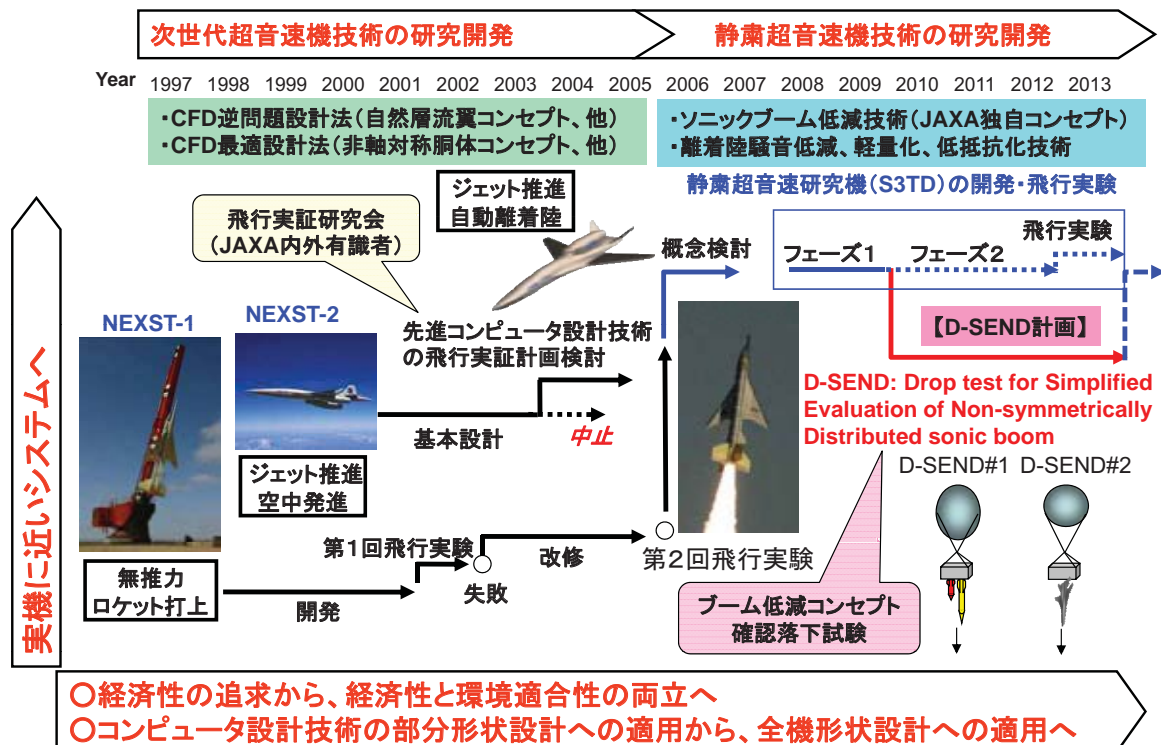 次世代超音速機技術の研究開発
静粛超音速機技術の研究開発
Year 1997 1998 1999 2000 2001 2002 2003 2004 2005 2006 2007 2008 2009 2010 2011 2012 2013
・CFD逆問題設計法（自然層流翼コンセプト、他）
・CFD最適設計法（非軸対称胴体コンセプト、他）
・ソニックブーム低減技術（JAXA独自コンセプト）
・離着陸騒音低減、軽量化、低抵抗化技術
静粛超音速研究機（S3TD）の開発・飛行実験
ジェット推進
自動離着陸
飛行実証研究会
（JAXA内外有識者）
概念検討
フェーズ1
フェーズ2
飛行実験
NEXST-1
NEXST-2
先進コンピュータ設計技術
の飛行実証計画検討
【D-SEND計画】
D-SEND: Drop test for Simplified
Evaluation of Non-symmetrically
Distributed sonic boom
基本設計
中止
ジェット推進
空中発進
D-SEND#1
D-SEND#2
第1回飛行実験
改修
第2回飛行実験
無推力
ロケット打上
開発
失敗
ブーム低減コンセプト
確認落下試験
実機に近いシステムへ
○経済性の追求から、経済性と環境適合性の両立へ
○コンピュータ設計技術の部分形状設計への適用から、全機形状設計への適用へ